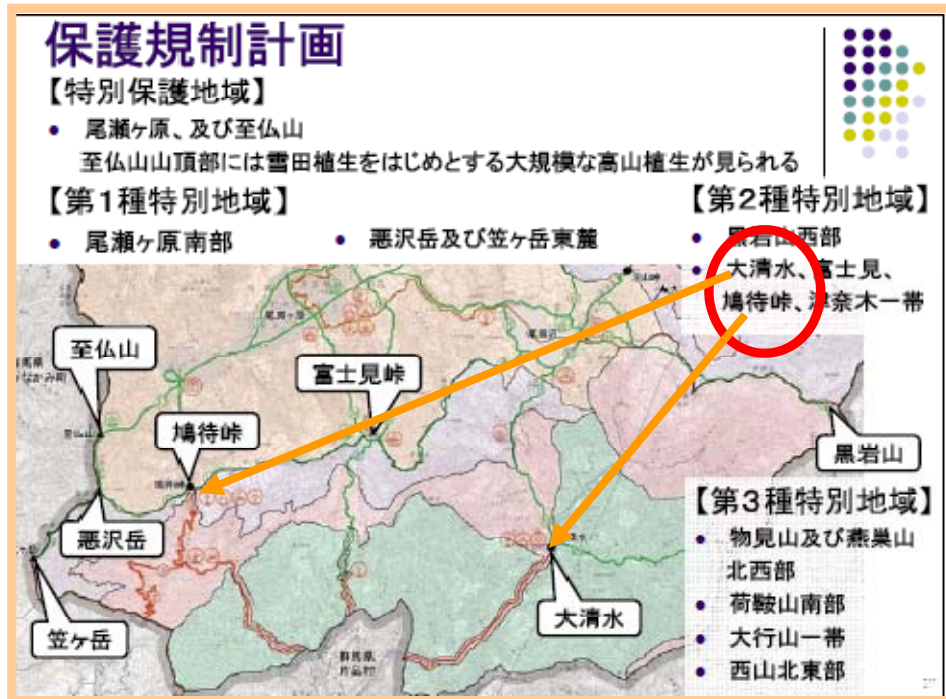 保護規制計画
【特別保護地域】
● 尾瀬ヶ原、及び至仏山
至仏山山頂部には雪田植生をはじめとする大規模な高山植生が見られる
【第1種特別地域】
● 尾瀬ヶ原南部
● 悪沢岳及び笠ヶ岳東麓
【第2種特別地域】
● 黒岩山西部
● 大清水、富士見、
鳩待峠、津奈木一帯
至仏山
富士見峠
鳩待峠
黒岩山
悪沢岳
笠ヶ岳
大清水
群馬県
片品村
【第3種特別地域】
● 物見山及び燕巣山
北西部
● 荷鞍山南部
● 大行山一帯
● 西山北東部